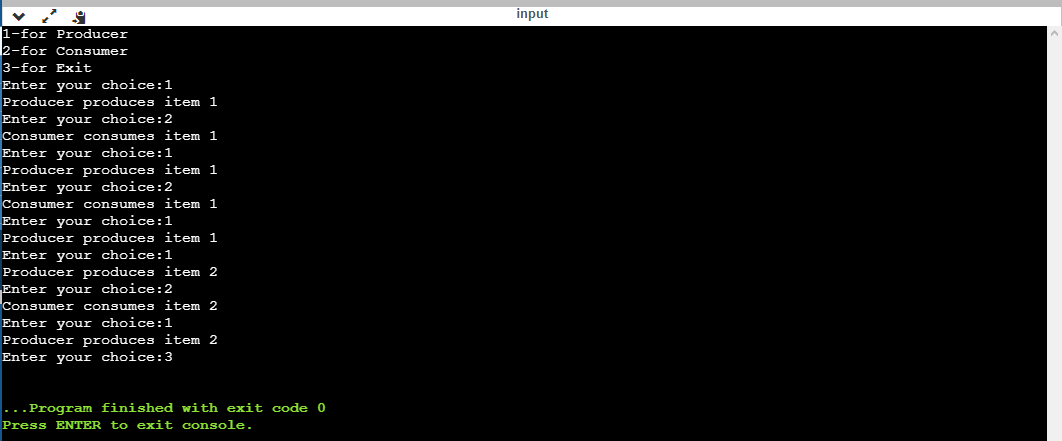 input
1-for Producer
2-for Consumer
3-for Exit
Enter your choice:1
Producer produces item 1
Enter your choice:2
Consumer consumes item 1
Enter your choice:1
Producer produces item 1
Enter your choice:2
Consumer consumes item 1
Enter your choice:1
Producer produces item 1
Enter your choice:1
Producer produces item 2
Enter your choice:2
Consumer consumes item 2
Enter your choice:1
Producer produces item 2
Enter your choice:3
...Program finished with exit code 0
Press ENTER to exit console.